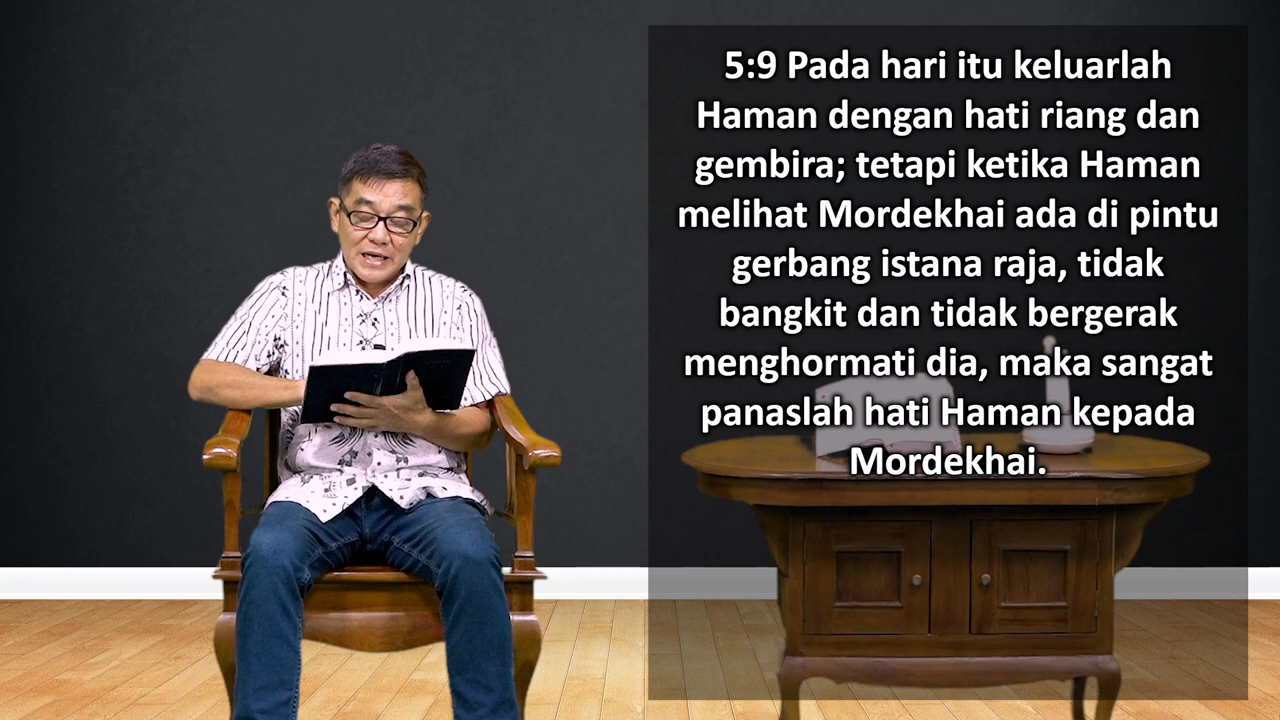 5:9 Pada hari itu keluarlah
Haman dengan hati riang dan
gembira; tetapi ketika Haman
melihat Mordekhai ada di pintu
gerbang istana raja, tidak
bangkit dan tidak bergerak
menghormati dia, maka sangat
panaslah hati Haman kepada
Mordekhai.